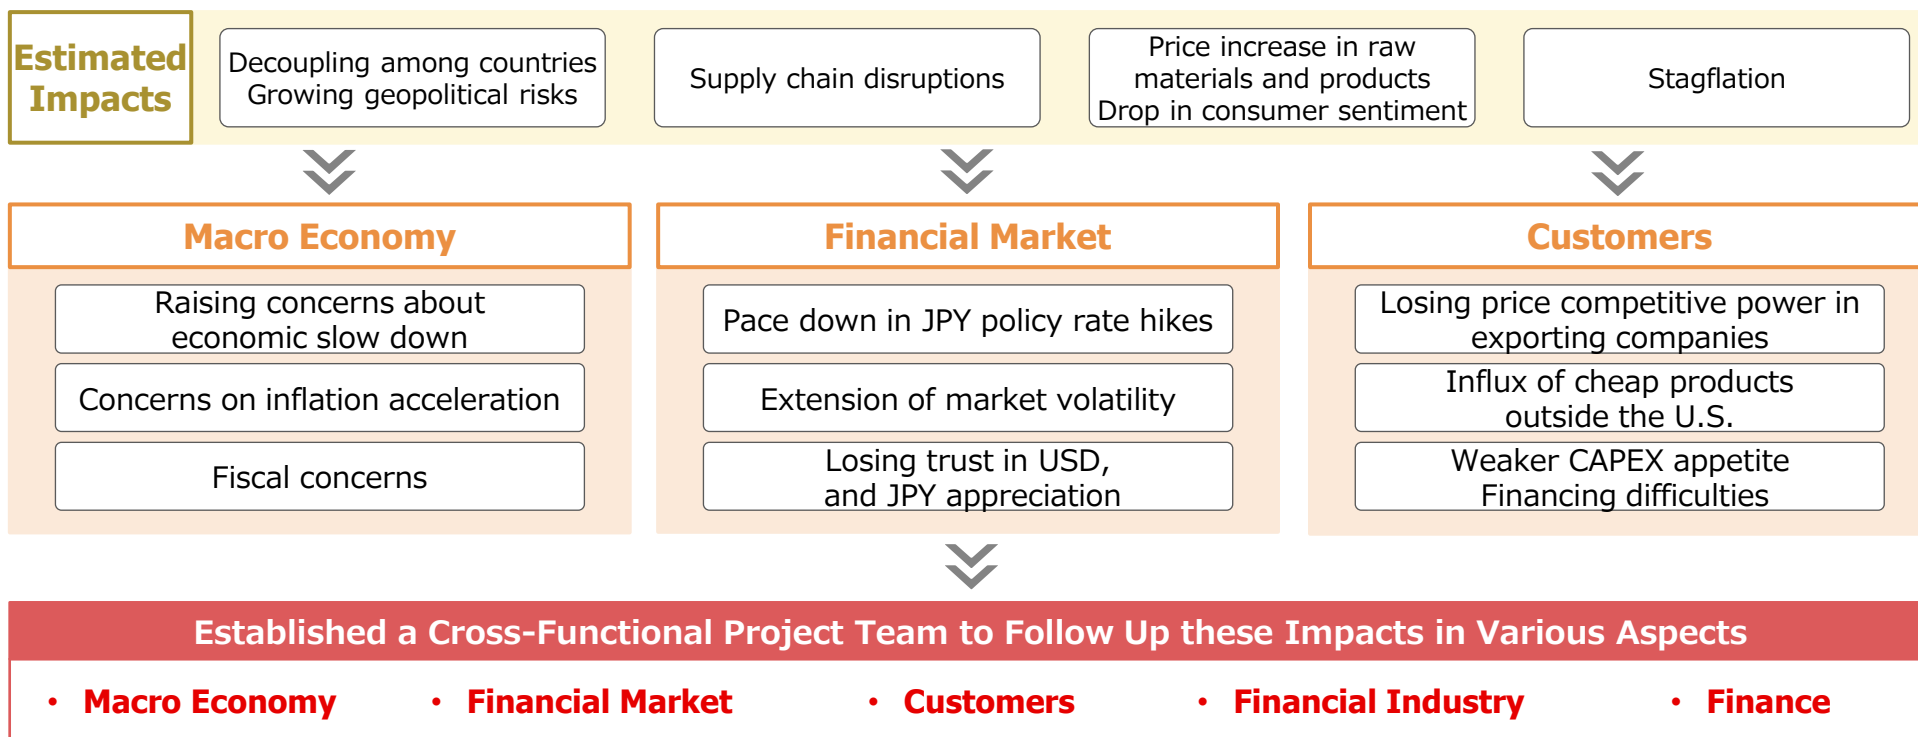 Estimated
Impacts
Decoupling among countries
Growing geopolitical risks
Supply chain disruptions
Price increase in raw
materials and products
Drop in consumer sentiment
Stagflation
Macro Economy
Raising concerns about
economic slow down
Concerns on inflation acceleration
Fiscal concerns
Financial Market
Pace down in JPY policy rate hikes
Extension of market volatility
Losing trust in USD,
and JPY appreciation
Customers
Losing price competitive power in
exporting companies
Influx of cheap products
outside the U.S.
Weaker CAPEX appetite
Financing difficulties
Established a Cross-Functional Project Team to Follow Up these Impacts in Various Aspects
• Macro Economy
• Financial Market
• Customers
• Financial Industry
• Finance